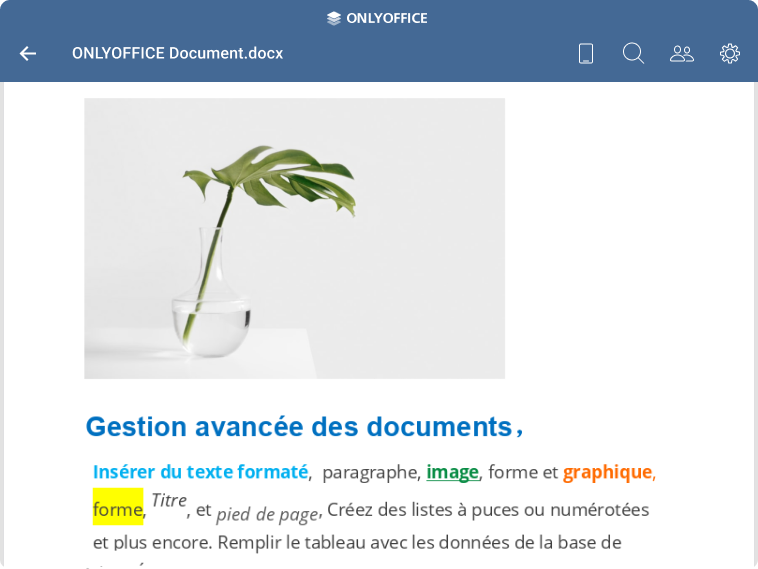 ONLYOFFICE
ONLYOFFICE Document.docx
Gestion avancée des documents,
Insérer du texte formaté, paragraphe, image, forme et graphique,
forme, Titre, et pied de page, Créez des listes à puces ou numérotées
et plus encore. Remplir le tableau avec les données de la base de